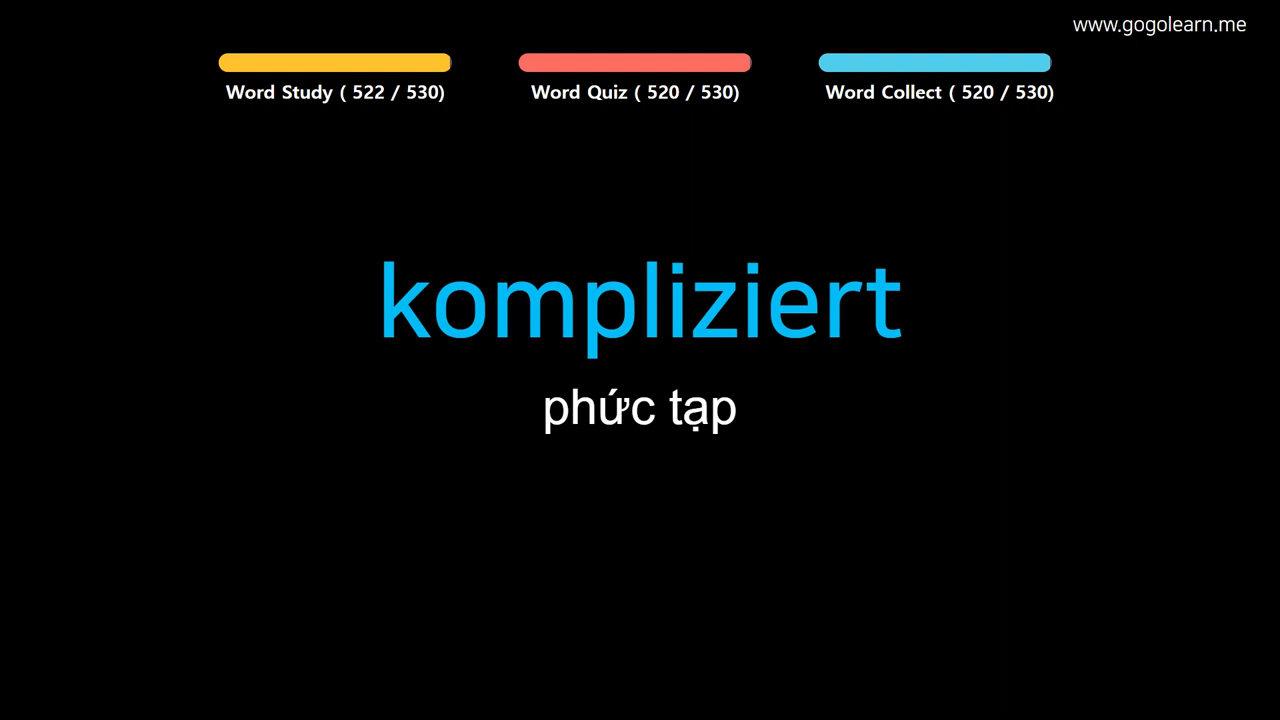 www.gogolearn.me
Word Study ( 522 / 530)
Word Quiz ( 520 / 530)
Word Collect ( 520 / 530)
kompliziert
phức tạp